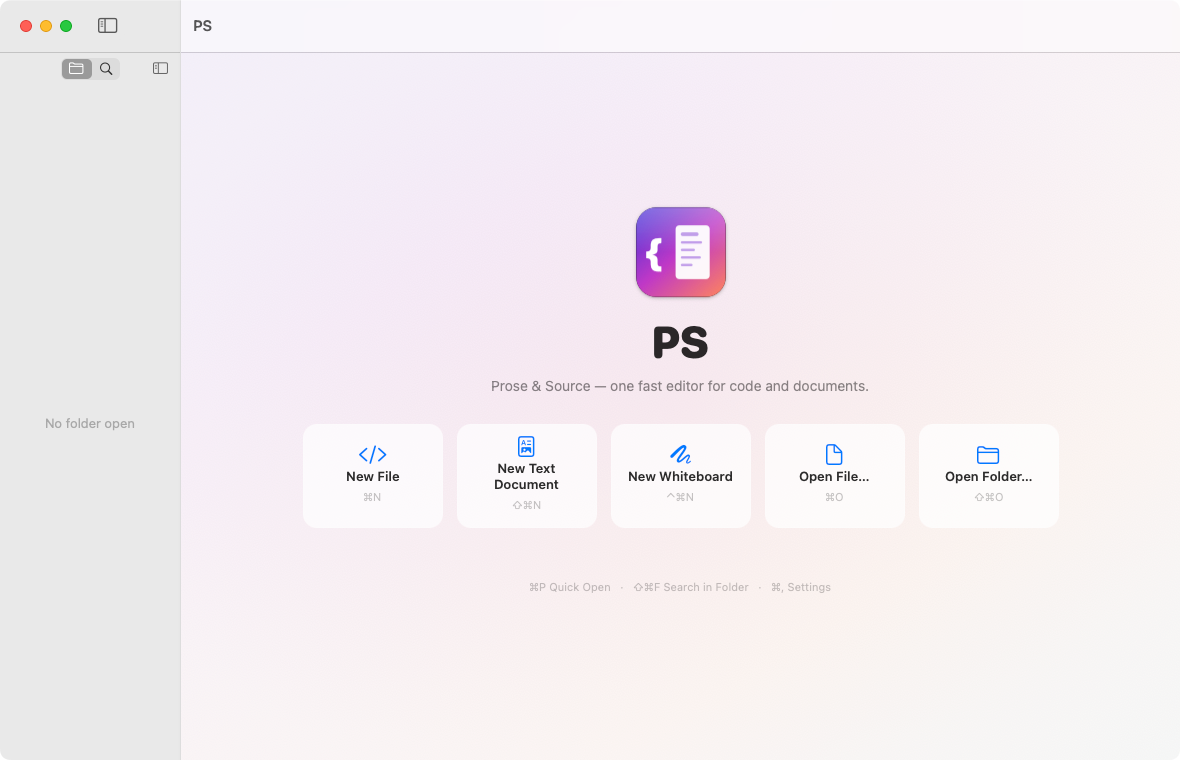 PS
No folder open
PS
Prose & Source — one fast editor for code and documents.
New File
⌘N
New Text
Document
⇧⌘N
New Whiteboard
^⌘N
Open File...
⌘O
Open Folder...
⇧⌘O
⌘P Quick Open · ⇧⌘F Search in Folder · ⌘, Settings